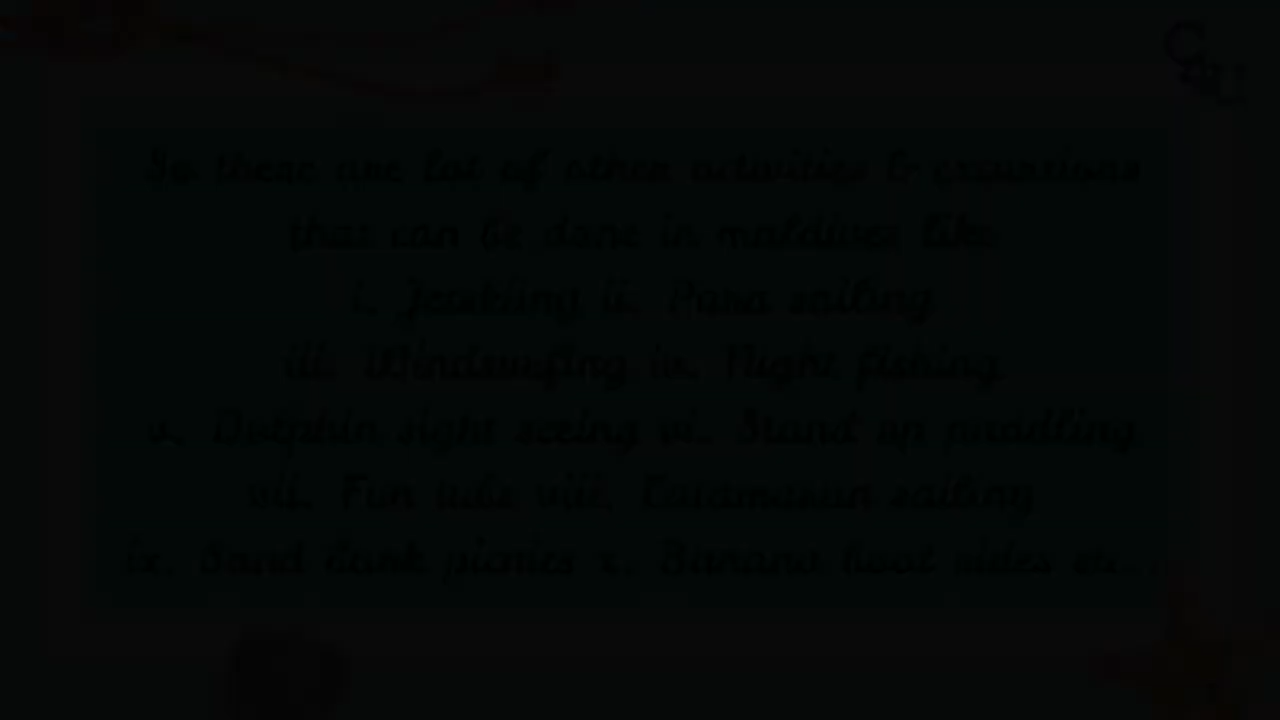 So these are lot of other activities & excursions
that can be done in maldives like
i. Jetskiing ii. Para sailing
iii. Windsurfing iv. Night fishing
v. Dolphin sight seeing vi. Stand up paddling
vii. Fun tube viii. Catamaran sailing
ix. Sand bank picnics x. Banana boat rides etc..